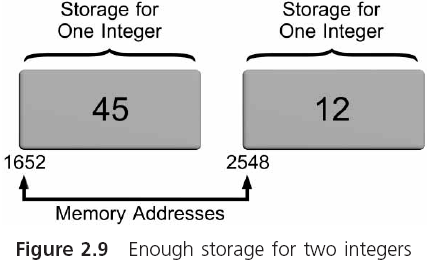 Storage for
One Integer
Storage for
One Integer
45
12
1652
2548
Memory Addresses
Figure 2.9 Enough storage for two integers